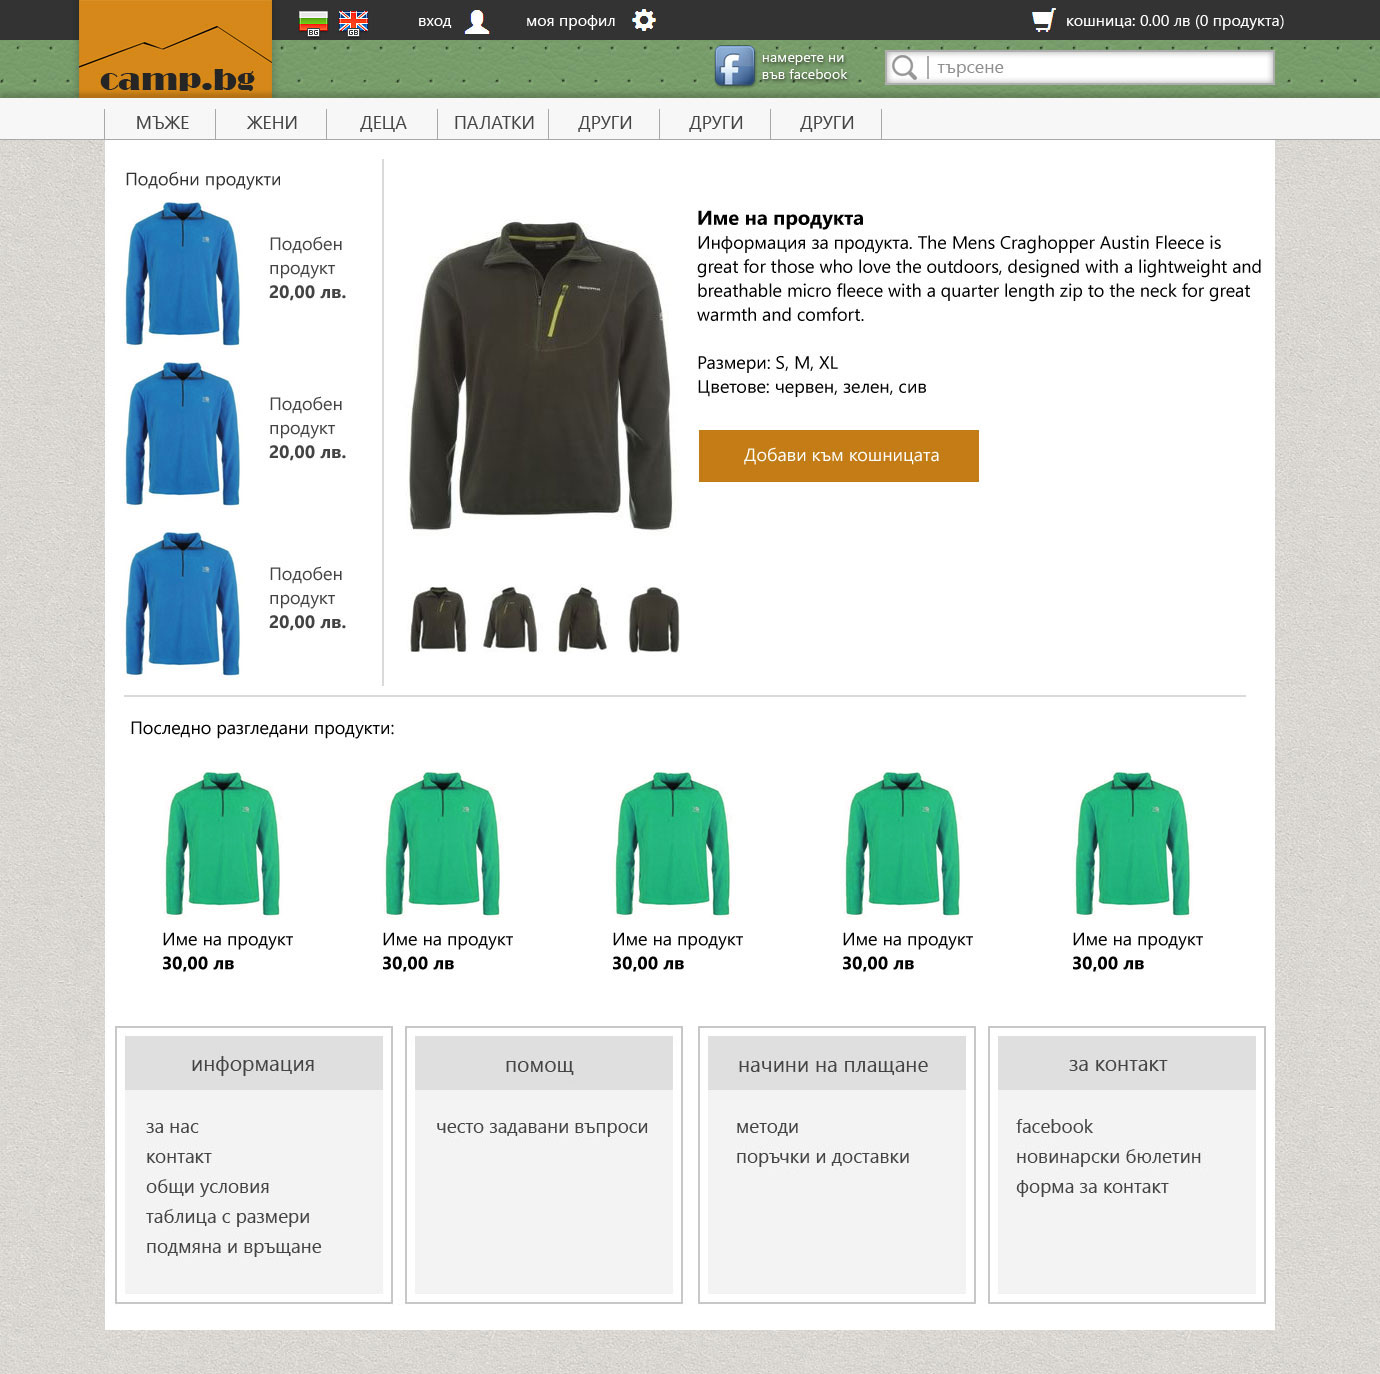 BG
GB
вход
моя профил
кошница: 0.00 лв (0 продукта)
camp.bg
f
намерете ни
във facebook
търсене
МЪЖЕ
ЖЕНИ
ДЕЦА
ПАЛАТКИ
ДРУГИ
ДРУГИ
ДРУГИ
Подобни продукти
Подобен
продукт
20,00 лв.
Подобен
продукт
20,00 лв.
Подобен
продукт
20,00 лв.
Име на продукта
Информация за продукта. The Mens Craghopper Austin Fleece is
great for those who love the outdoors, designed with a lightweight and
breathable micro fleece with a quarter length zip to the neck for great
warmth and comfort.
Размери: S, M, XL
Цветове: червен, зелен, сив
Добави към кошницата
Последно разгледани продукти:
Име на продукт
30,00 лв
Име на продукт
30,00 лв
Име на продукт
30,00 лв
Име на продукт
30,00 лв
Име на продукт
30,00 лв
информация
за нас
контакт
общи условия
таблица с размери
подмяна и връщане
помощ
често задавани въпроси
начини на плащане
методи
поръчки и доставки
за контакт
facebook
новинарски бюлетин
форма за контакт